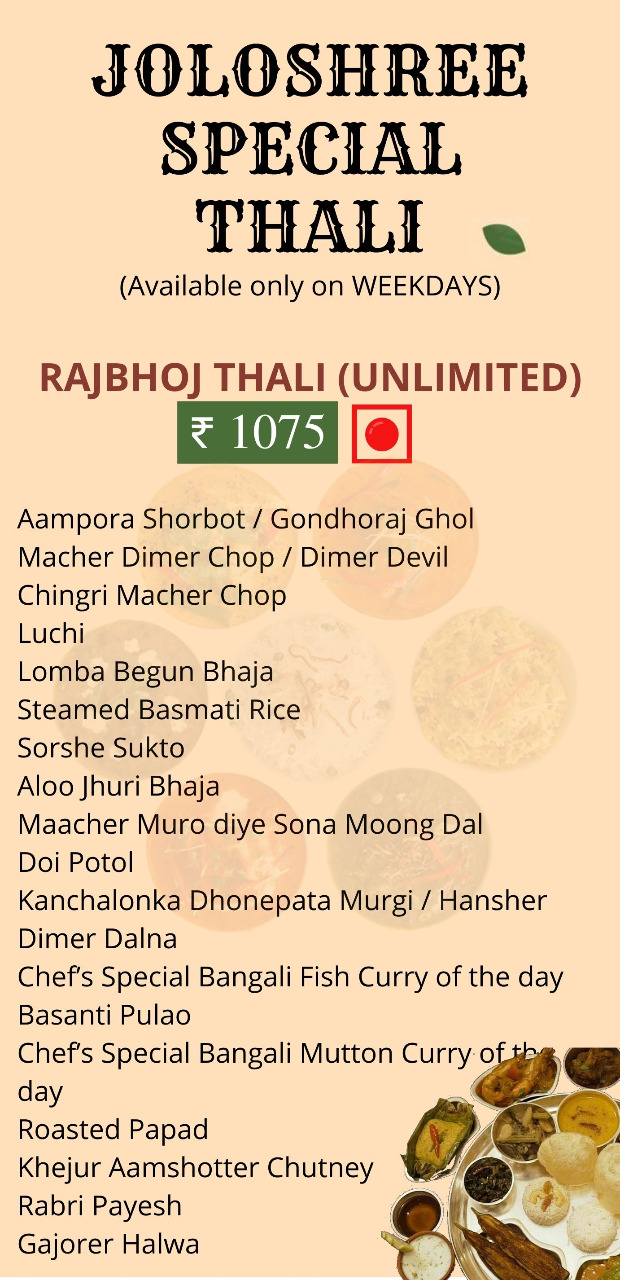 JOLOSHREE
SPECIAL
THALI
(Available only on WEEKDAYS)
RAJBHOJ THALI (UNLIMITED)
₹ 1075
Aampora Shorbot / Gondhoraj Ghol
Macher Dimer Chop / Dimer Devil
Chingri Macher Chop
Luchi
Lomba Begun Bhaja
Steamed Basmati Rice
Sorshe Sukto
Aloo Jhuri Bhaja
Maacher Muro diye Sona Moong Dal
Doi Potol
Kanchalonka Dhonepata Murgi / Hansher
Dimer Dalna
Chef’s Special Bangali Fish Curry of the day
Basanti Pulao
Chef’s Special Bangali Mutton Curry of the
day
Roasted Papad
Khejur Aamshotter Chutney
Rabri Payesh
Gajorer Halwa